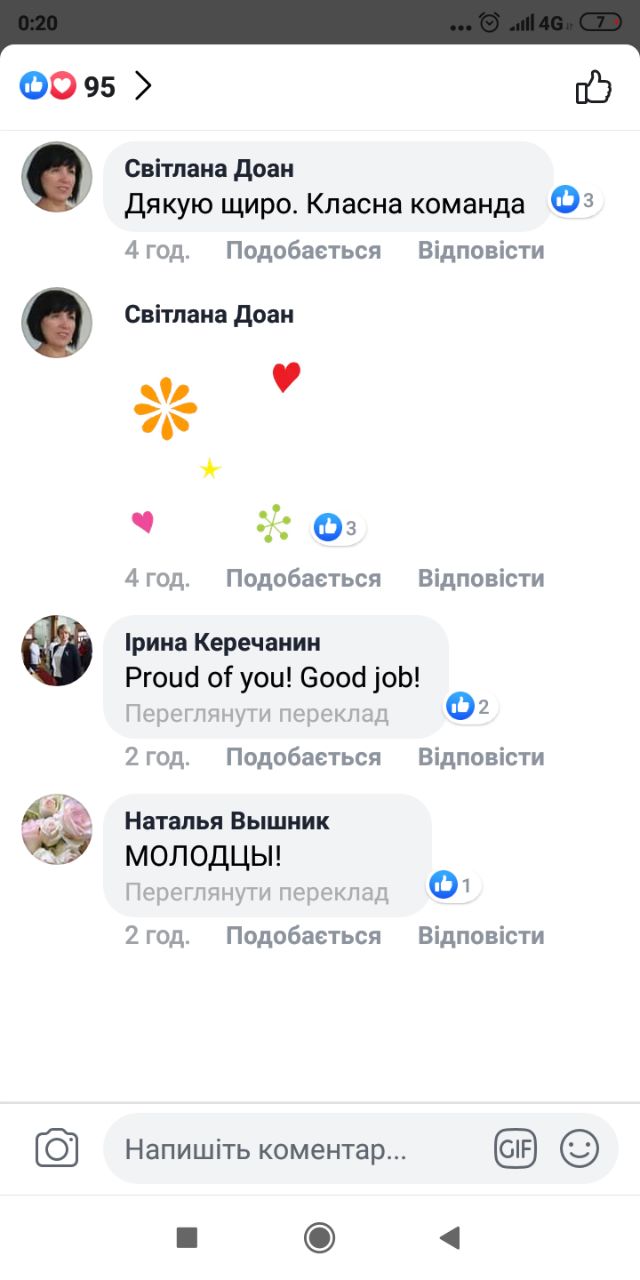 0:20
4G 7
95
Світлана Доан
Дякую щиро. Класна команда
3
4 год. Подобається Відповісти
Світлана Доан
3
4 год. Подобається Відповісти
Ірина Керечанин
Proud of you! Good job!
Переглянути переклад
2
2 год. Подобається Відповісти
Наталья Вышник
МОЛОДЦЫ!
Переглянути переклад
1
2 год. Подобається Відповісти
Напишіть коментар... GIF